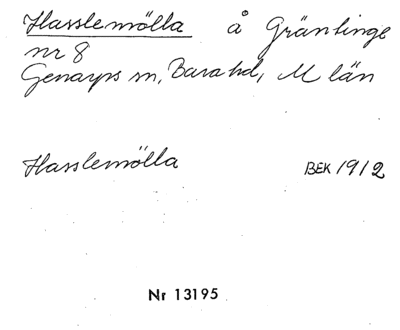 Hasslemölla å Gräntinge
nr 8
Genarps sn, Bara hd, M län
Hasslemölla BEK 1912
Nr 13195